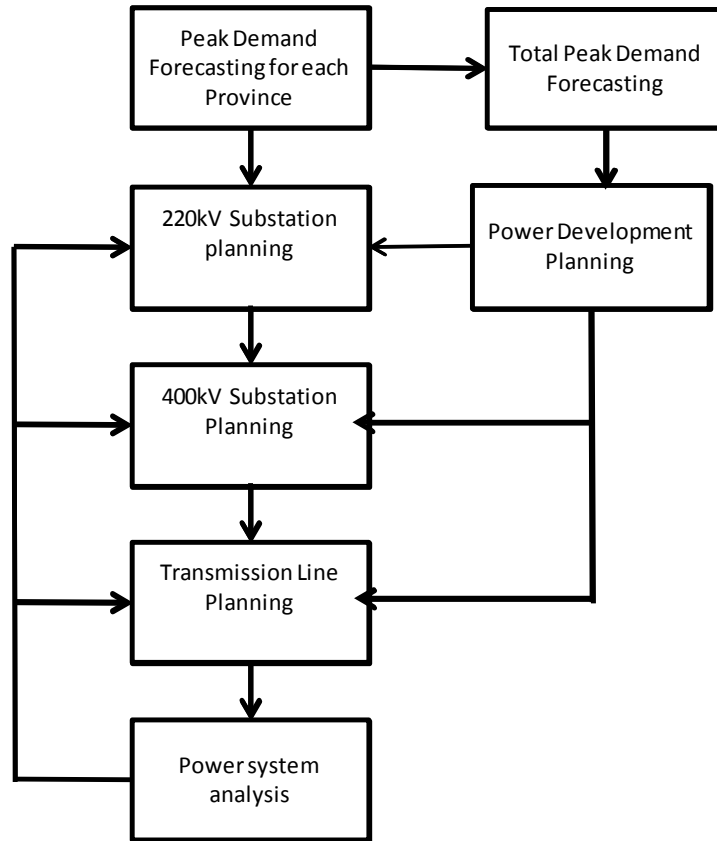 Peak Demand
Forecasting for each
Province
Total Peak Demand
Forecasting
220kV Substation
planning
Power Development
Planning
400kV Substation
Planning
Transmission Line
Planning
Power system
analysis